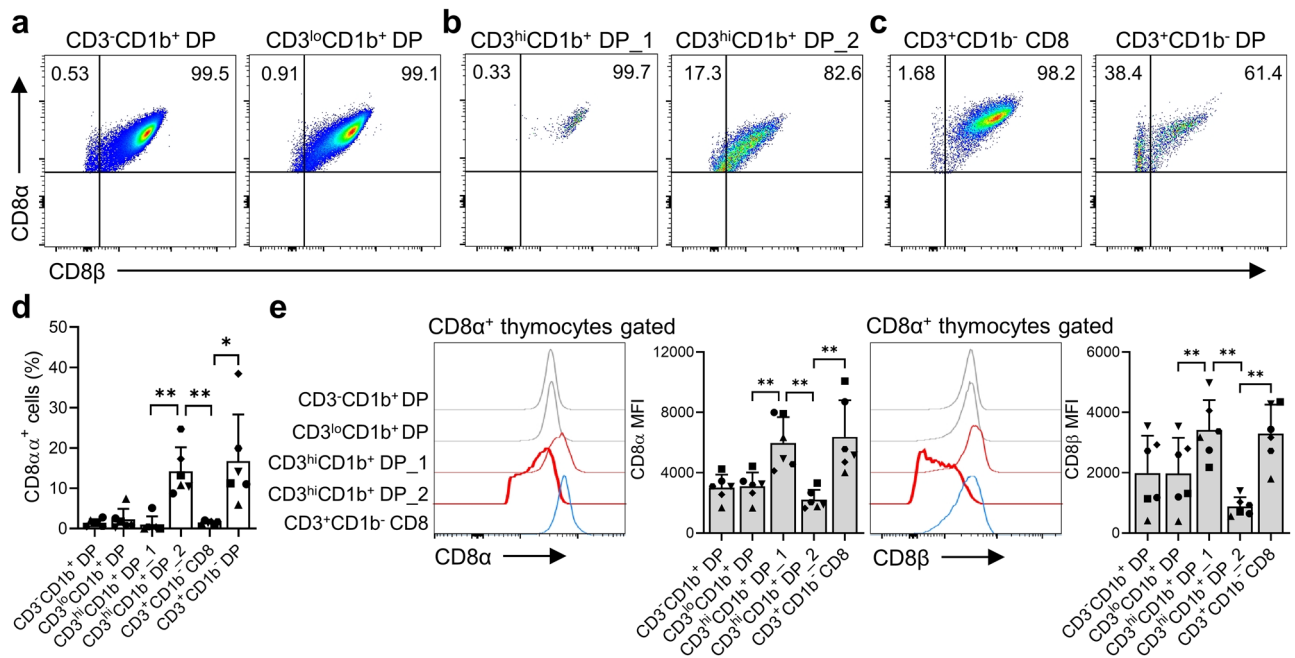 a
CD3⁻CD1b⁺ DP
CD3ˡᵒCD1b⁺ DP
0.53
99.5
0.91
99.1
b
CD3ʰⁱCD1b⁺ DP_1
CD3ʰⁱCD1b⁺ DP_2
0.33
99.7
17.3
82.6
c
CD3⁺CD1b⁻ CD8
CD3⁺CD1b⁻ DP
1.68
98.2
38.4
61.4
CD8α
CD8β
d
CD8αα⁺ cells (%)
50
40
30
20
10
0
**
**
*
CD3⁻CD1b⁺ DP
CD3ˡᵒCD1b⁺ DP
CD3ʰⁱCD1b⁺ DP_1
CD3ʰⁱCD1b⁺ DP_2
CD3⁺CD1b⁻ CD8
CD3⁺CD1b⁻ DP
e
CD8α⁺ thymocytes gated
CD3⁻CD1b⁺ DP
CD3ˡᵒCD1b⁺ DP
CD3ʰⁱCD1b⁺ DP_1
CD3ʰⁱCD1b⁺ DP_2
CD3⁺CD1b⁻ CD8
CD8α
CD8α MFI
12000
8000
4000
0
**
**
**
CD3⁻CD1b⁺ DP
CD3ˡᵒCD1b⁺ DP
CD3ʰⁱCD1b⁺ DP_1
CD3ʰⁱCD1b⁺ DP_2
CD3⁺CD1b⁻ CD8
CD8α⁺ thymocytes gated
CD8β
CD8β MFI
6000
4000
2000
0
**
**
**
CD3⁻CD1b⁺ DP
CD3ˡᵒCD1b⁺ DP
CD3ʰⁱCD1b⁺ DP_1
CD3ʰⁱCD1b⁺ DP_2
CD3⁺CD1b⁻ CD8